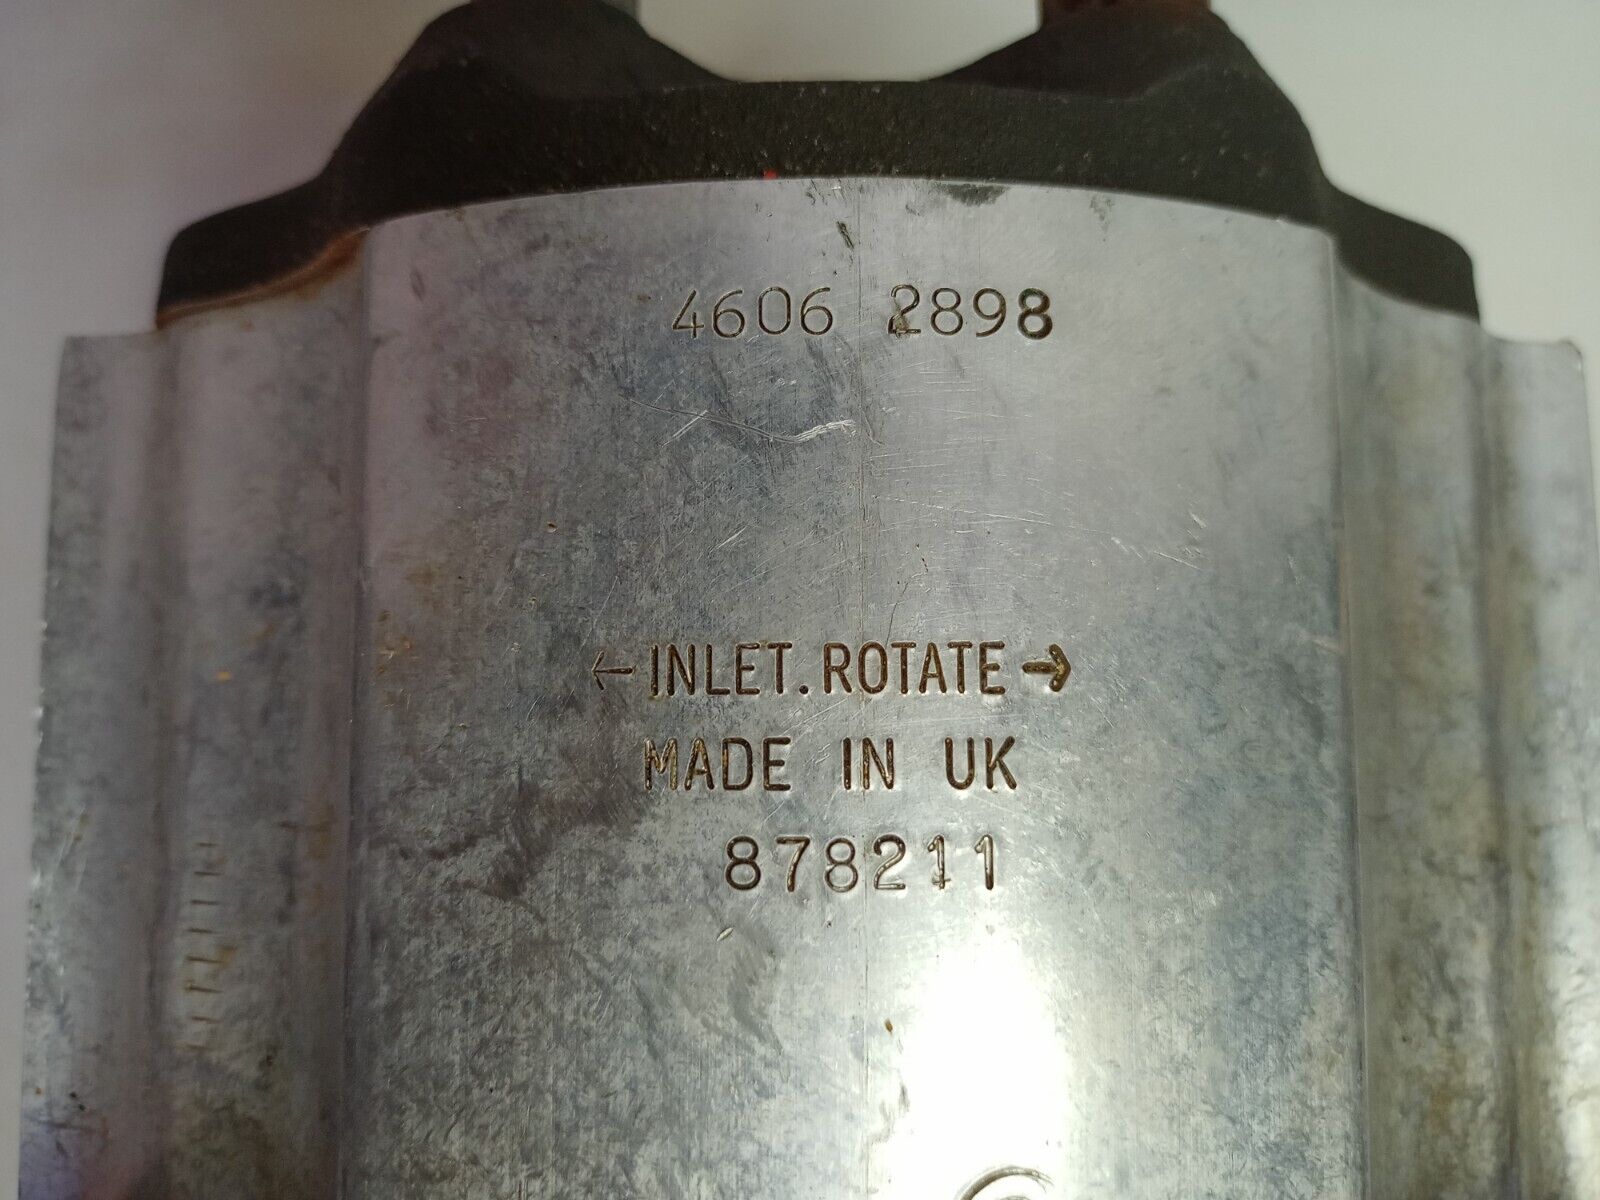 4606 2898
←INLET.ROTATE→
MADE IN UK
878211